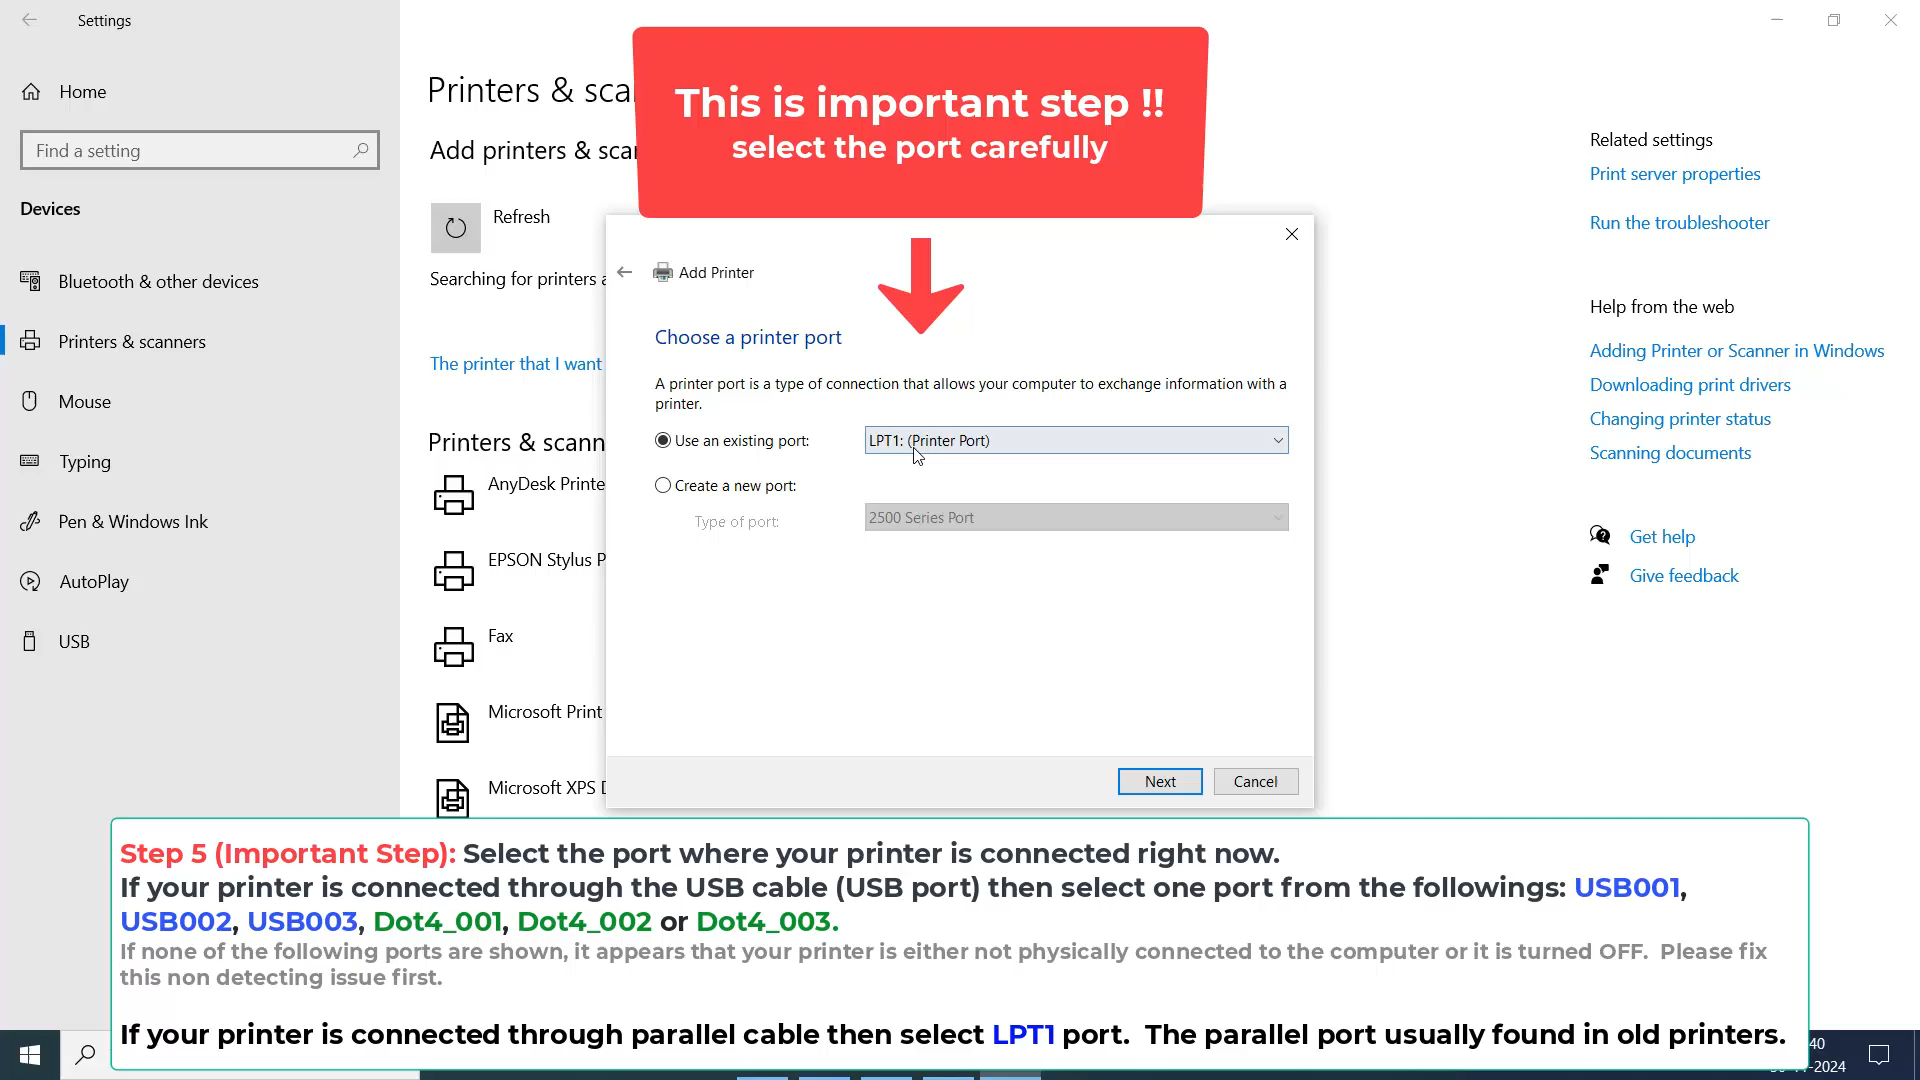 Settings
Home
Find a setting
Devices
Bluetooth & other devices
Printers & scanners
Mouse
Typing
Pen & Windows Ink
AutoPlay
USB
Printers &
Add printers &
Refresh
Searching for printers
The printer that I want
Printers &
AnyDesk
EPSON Stylus
Fax
Microsoft Print
Microsoft XPS
This is important step !!
select the port carefully
Add Printer
Choose a printer port
A printer port is a type of connection that allows your computer to exchange information with a
printer.
Use an existing port: LPT1: (Printer Port)
Create a new port:
Type of port: 2500 Series Port
Next Cancel
Related settings
Print server properties
Run the troubleshooter
Help from the web
Adding Printer or Scanner in Windows
Downloading print drivers
Changing printer status
Scanning documents
Get help
Give feedback
Step 5 (Important Step): Select the port where your printer is connected right now.
If your printer is connected through the USB cable (USB port) then select one port from the followings: USB001,
USB002, USB003, Dot4_001, Dot4_002 or Dot4_003.
If none of the following ports are shown, it appears that your printer is either not physically connected to the computer or it is turned OFF. Please fix
this non detecting issue first.
If your printer is connected through parallel cable then select LPT1 port. The parallel port usually found in old printers.